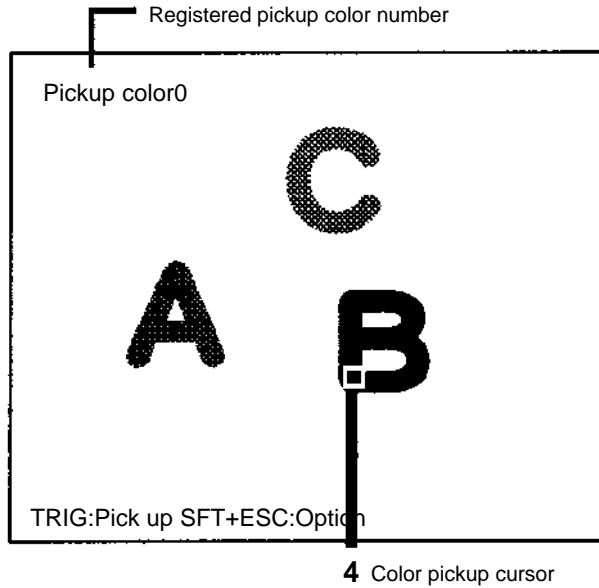 Registered pickup color number
Pickup color0
C
A
B
TRIG:Pick up SFT+ESC:Option
4 Color pickup cursor